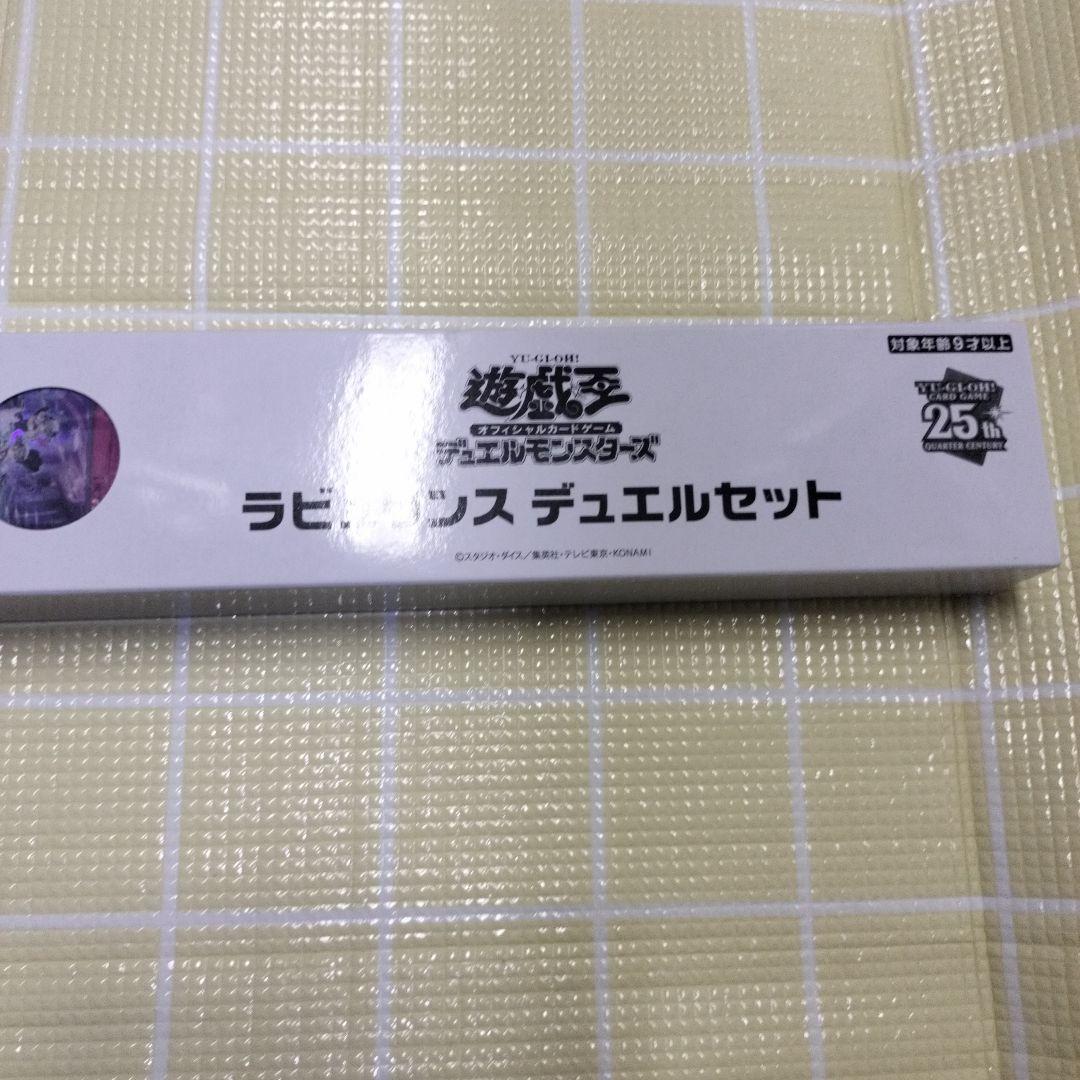 対象年齢9才以上
YU-GI-OH!
遊戯王
オフィシャルカードゲーム
デュエルモンスターズ
YU-GI-OH!
CARD GAME
25th
QUARTER CENTURY
デュエルセット
©スタジオ・ダイス/集英社・テレビ東京・KONAMI